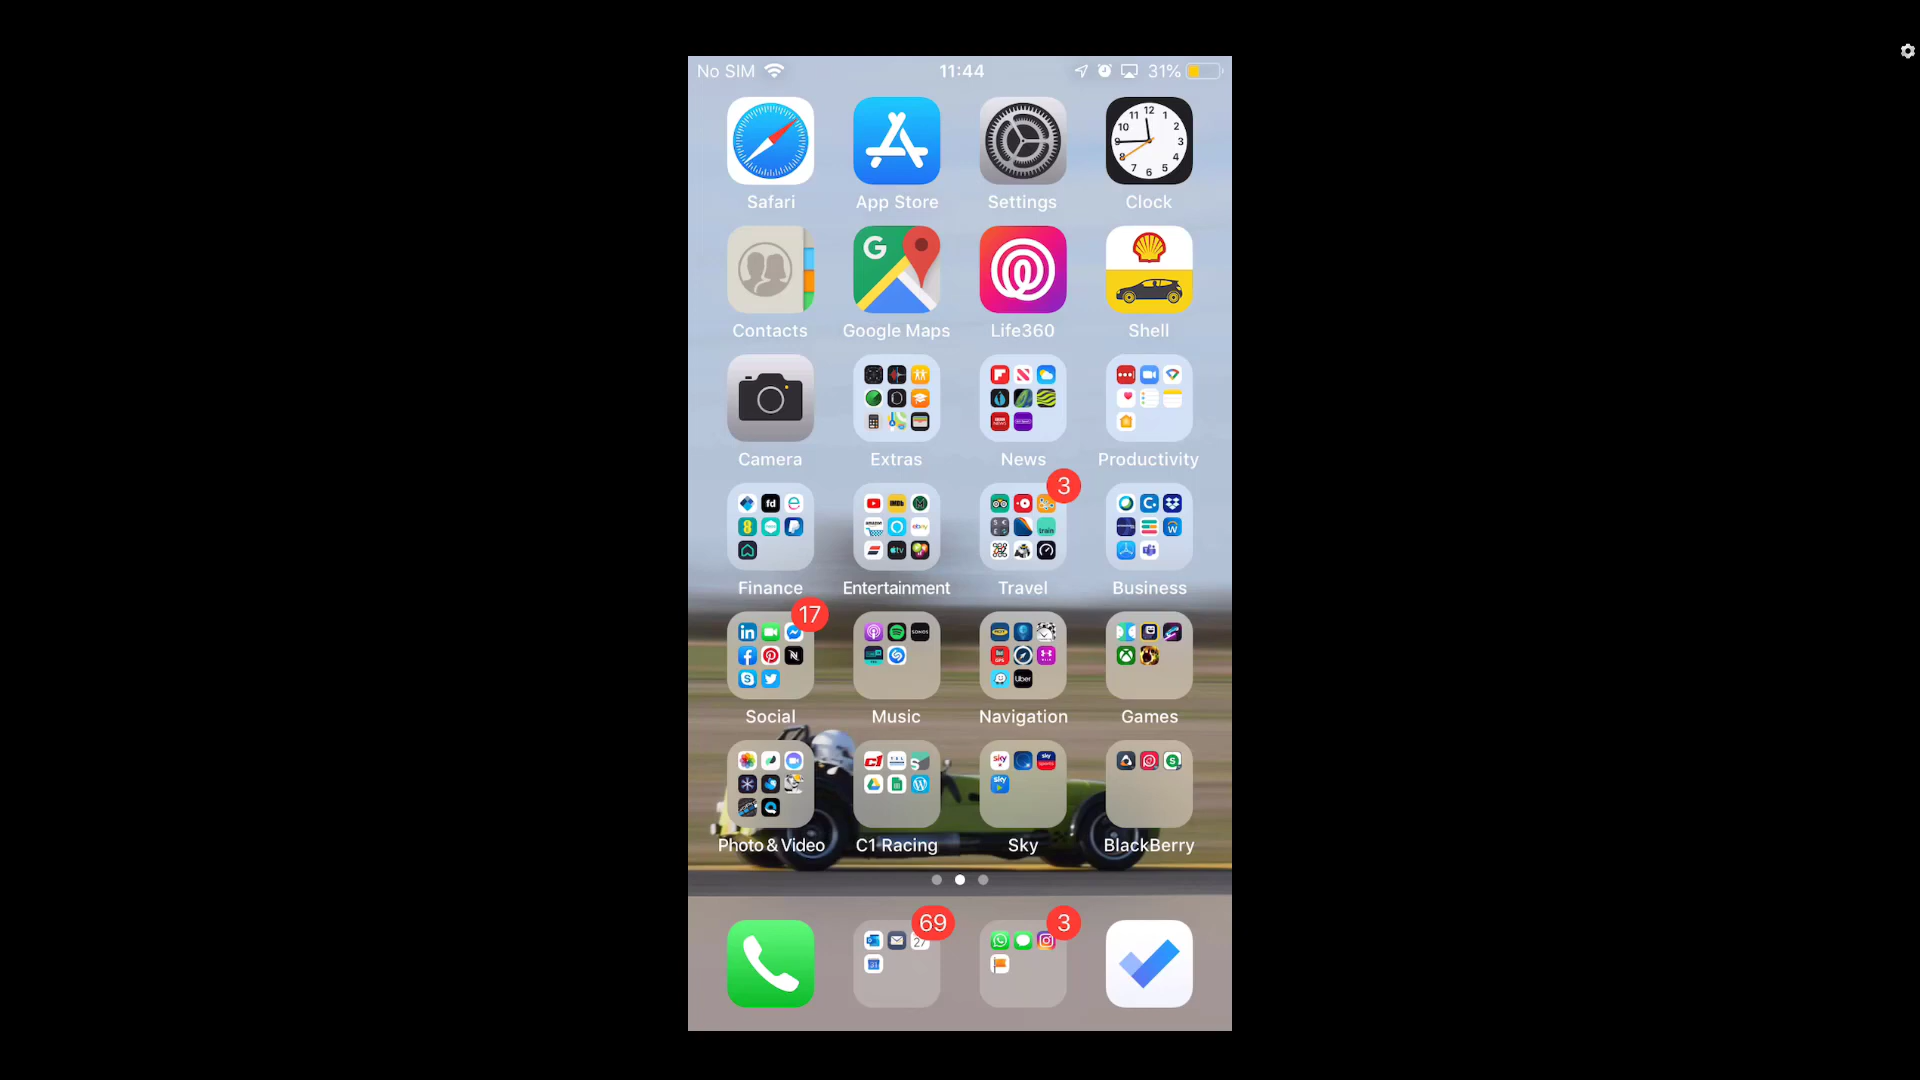 No SIM 11:44 31%
Safari App Store Settings Clock
Contacts Google Maps Life360 Shell
Camera Extras News Productivity
3
Finance Entertainment Travel Business
17
Social Music Navigation Games
Photo & Video C1 Racing Sky BlackBerry
69 3